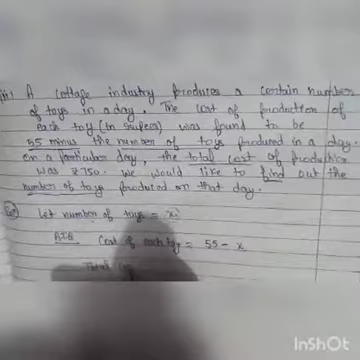 (ii) A cottage industry produces a certain number
of toys in a day. The cost of production of
each toy (in rupees) was found to be
55 minus the number of toys produced in a day.
On a particular day, the total cost of production
was ₹750. We would like to find out the
number of toys produced on that day.
Let number of toys = x
ATQ Cost of each toy = 55 - x
Total
InShOt